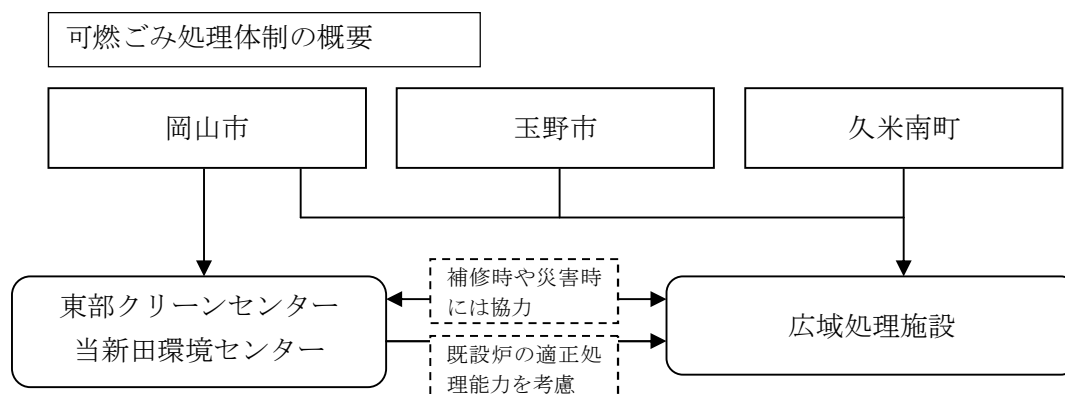 可燃ごみ処理体制の概要
岡山市
玉野市
久米南町
補修時や災害時
には協力
東部クリーンセンター
当新田環境センター
広域処理施設
既設炉の適正処
理能力を考慮